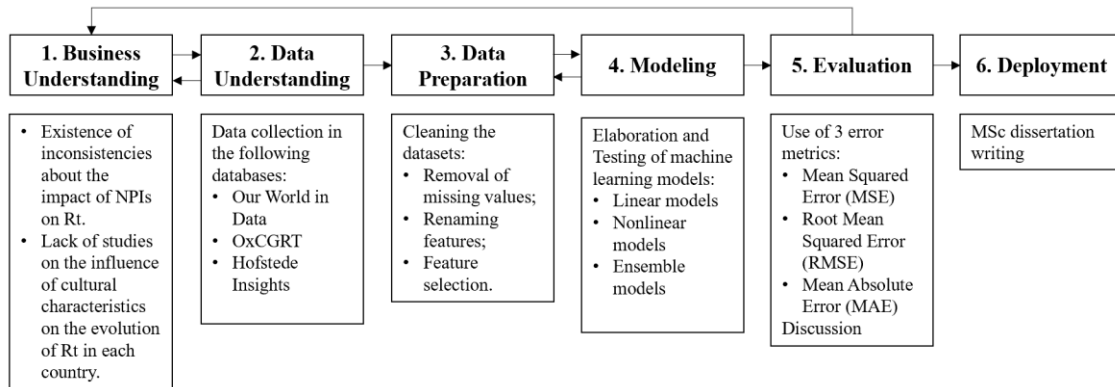 1. Business
Understanding
2. Data
Understanding
3. Data
Preparation
4. Modeling
5. Evaluation
6. Deployment
• Existence of
inconsistencies
about the
impact of NPIs
on Rt.
• Lack of studies
on the influence
of cultural
characteristics
on the evolution
of Rt in each
country.
Data collection in
the following
databases:
• Our World in
Data
• OxCGRT
• Hofstede
Insights
Cleaning the
datasets:
• Removal of
missing values;
• Renaming
features;
• Feature
selection.
Elaboration and
Testing of machine
learning models:
• Linear models
• Nonlinear
models
• Ensemble
models
Use of 3 error
metrics:
• Mean Squared
Error (MSE)
• Root Mean
Squared Error
(RMSE)
• Mean Absolute
Error (MAE)
Discussion
MSc dissertation
writing